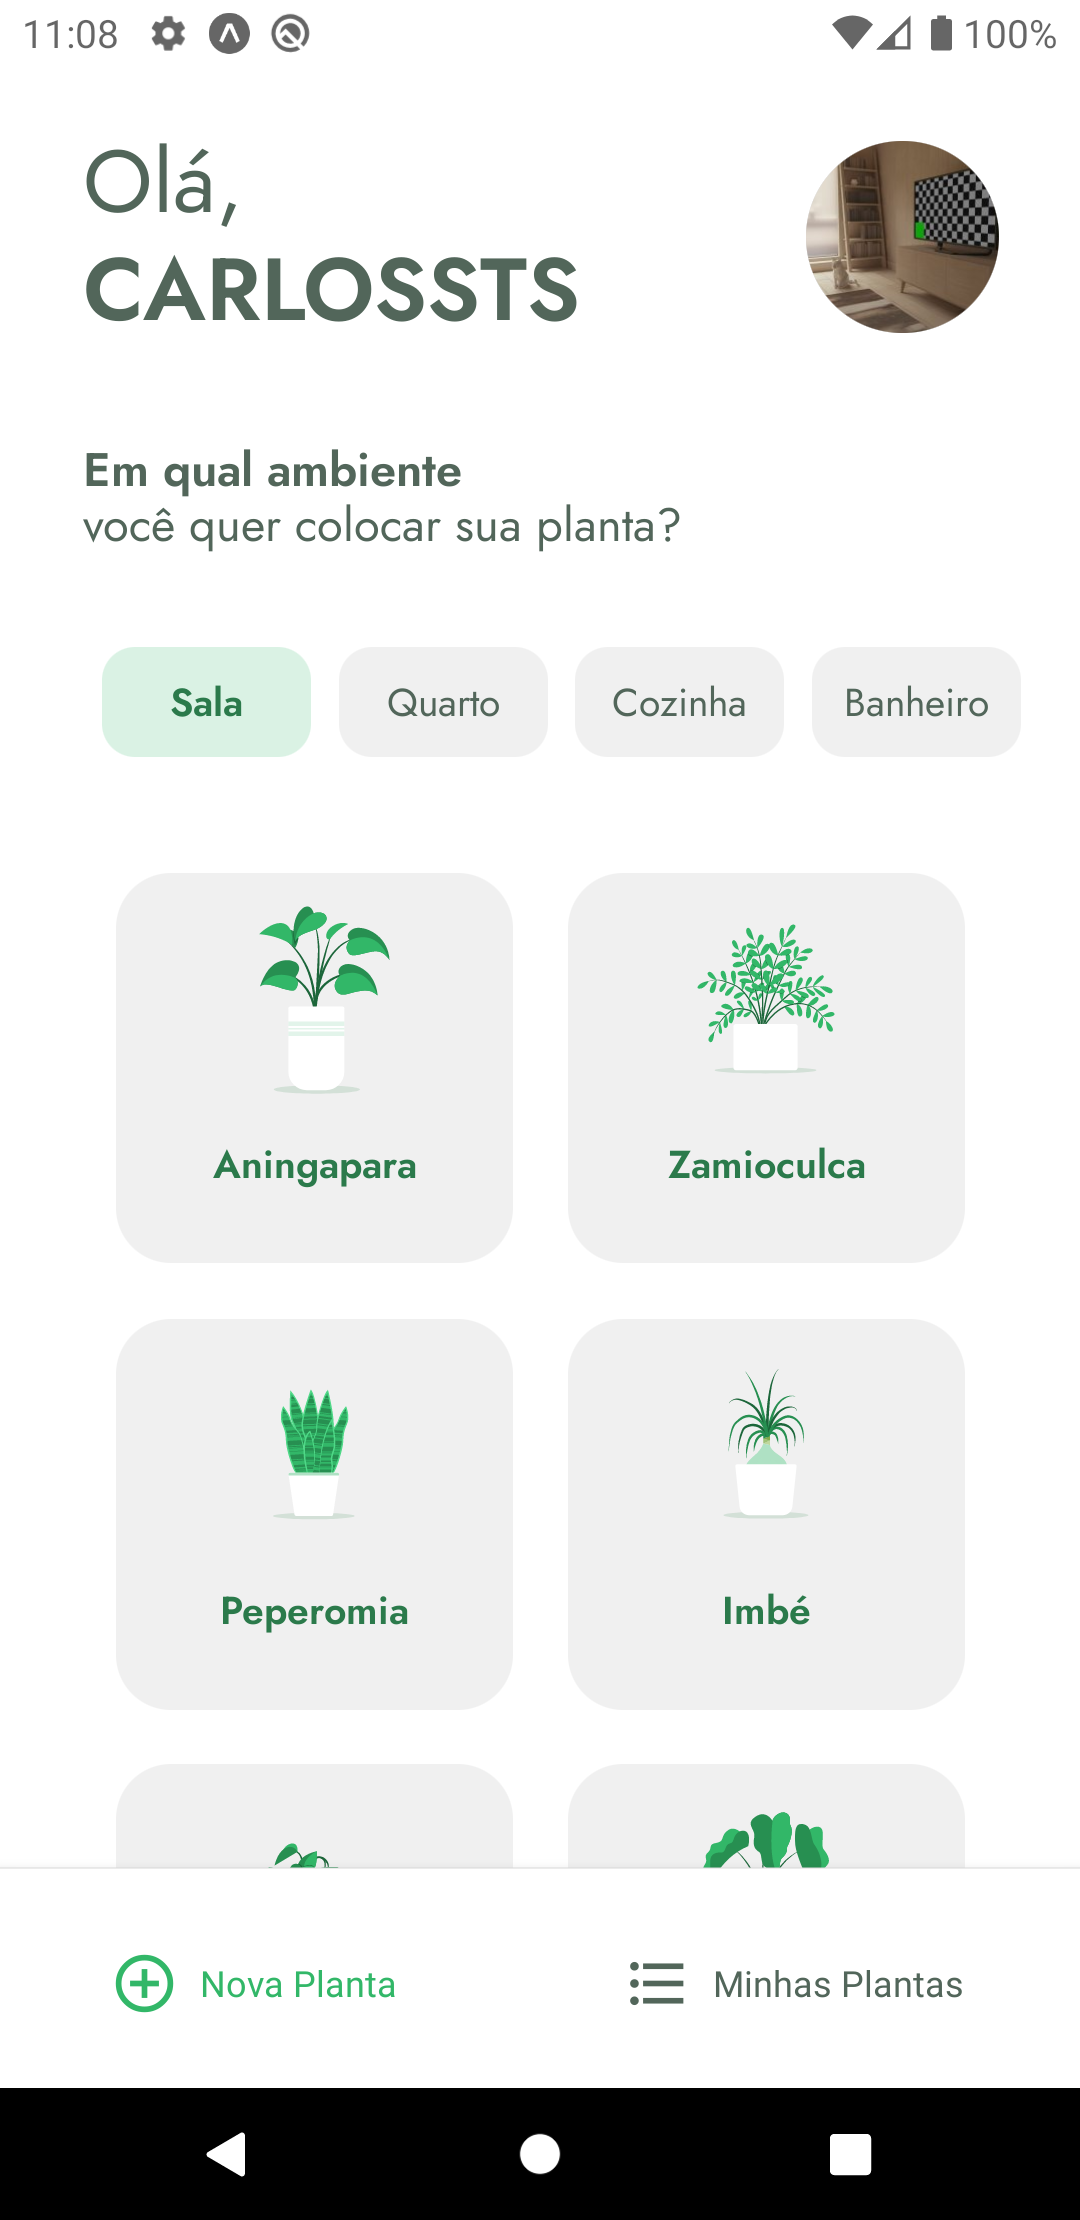 11:08
100%
Olá,
CARLOSSTS
Em qual ambiente
você quer colocar sua planta?
Sala
Quarto
Cozinha
Banheiro
Aningapara
Zamioculca
Peperomia
Imbé
Nova Planta
Minhas Plantas